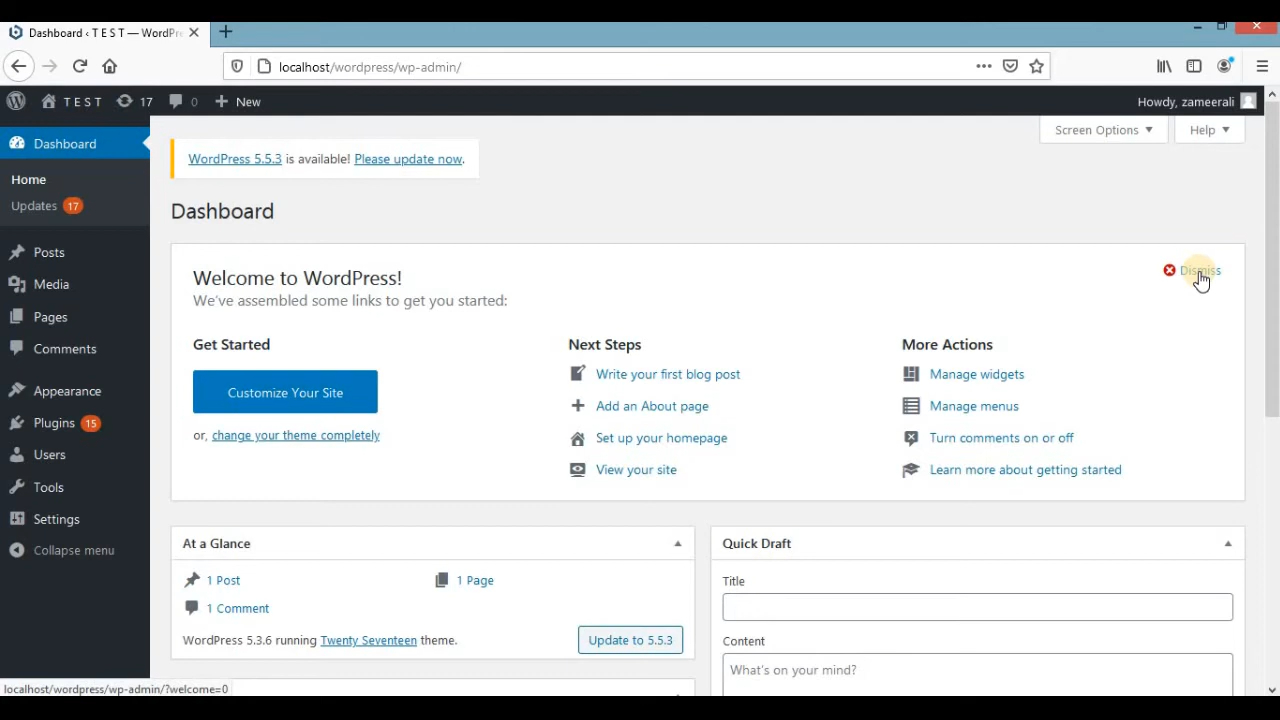 Dashboard ‹ T E S T — WordPre
localhost/wordpress/wp-admin/
T E S T 17 0 New
Howdy, zameerali
Dashboard
Home
Updates 17
Posts
Media
Pages
Comments
Appearance
Plugins 15
Users
Tools
Settings
Collapse menu
Screen Options
Help
WordPress 5.5.3 is available! Please update now.
Dashboard
Welcome to WordPress!
We've assembled some links to get you started:
Dismiss
Get Started
Customize Your Site
or, change your theme completely
Next Steps
Write your first blog post
Add an About page
Set up your homepage
View your site
More Actions
Manage widgets
Manage menus
Turn comments on or off
Learn more about getting started
At a Glance
1 Post
1 Page
1 Comment
WordPress 5.3.6 running Twenty Seventeen theme.
Update to 5.5.3
Quick Draft
Title
Content
What's on your mind?
localhost/wordpress/wp-admin/?welcome=0